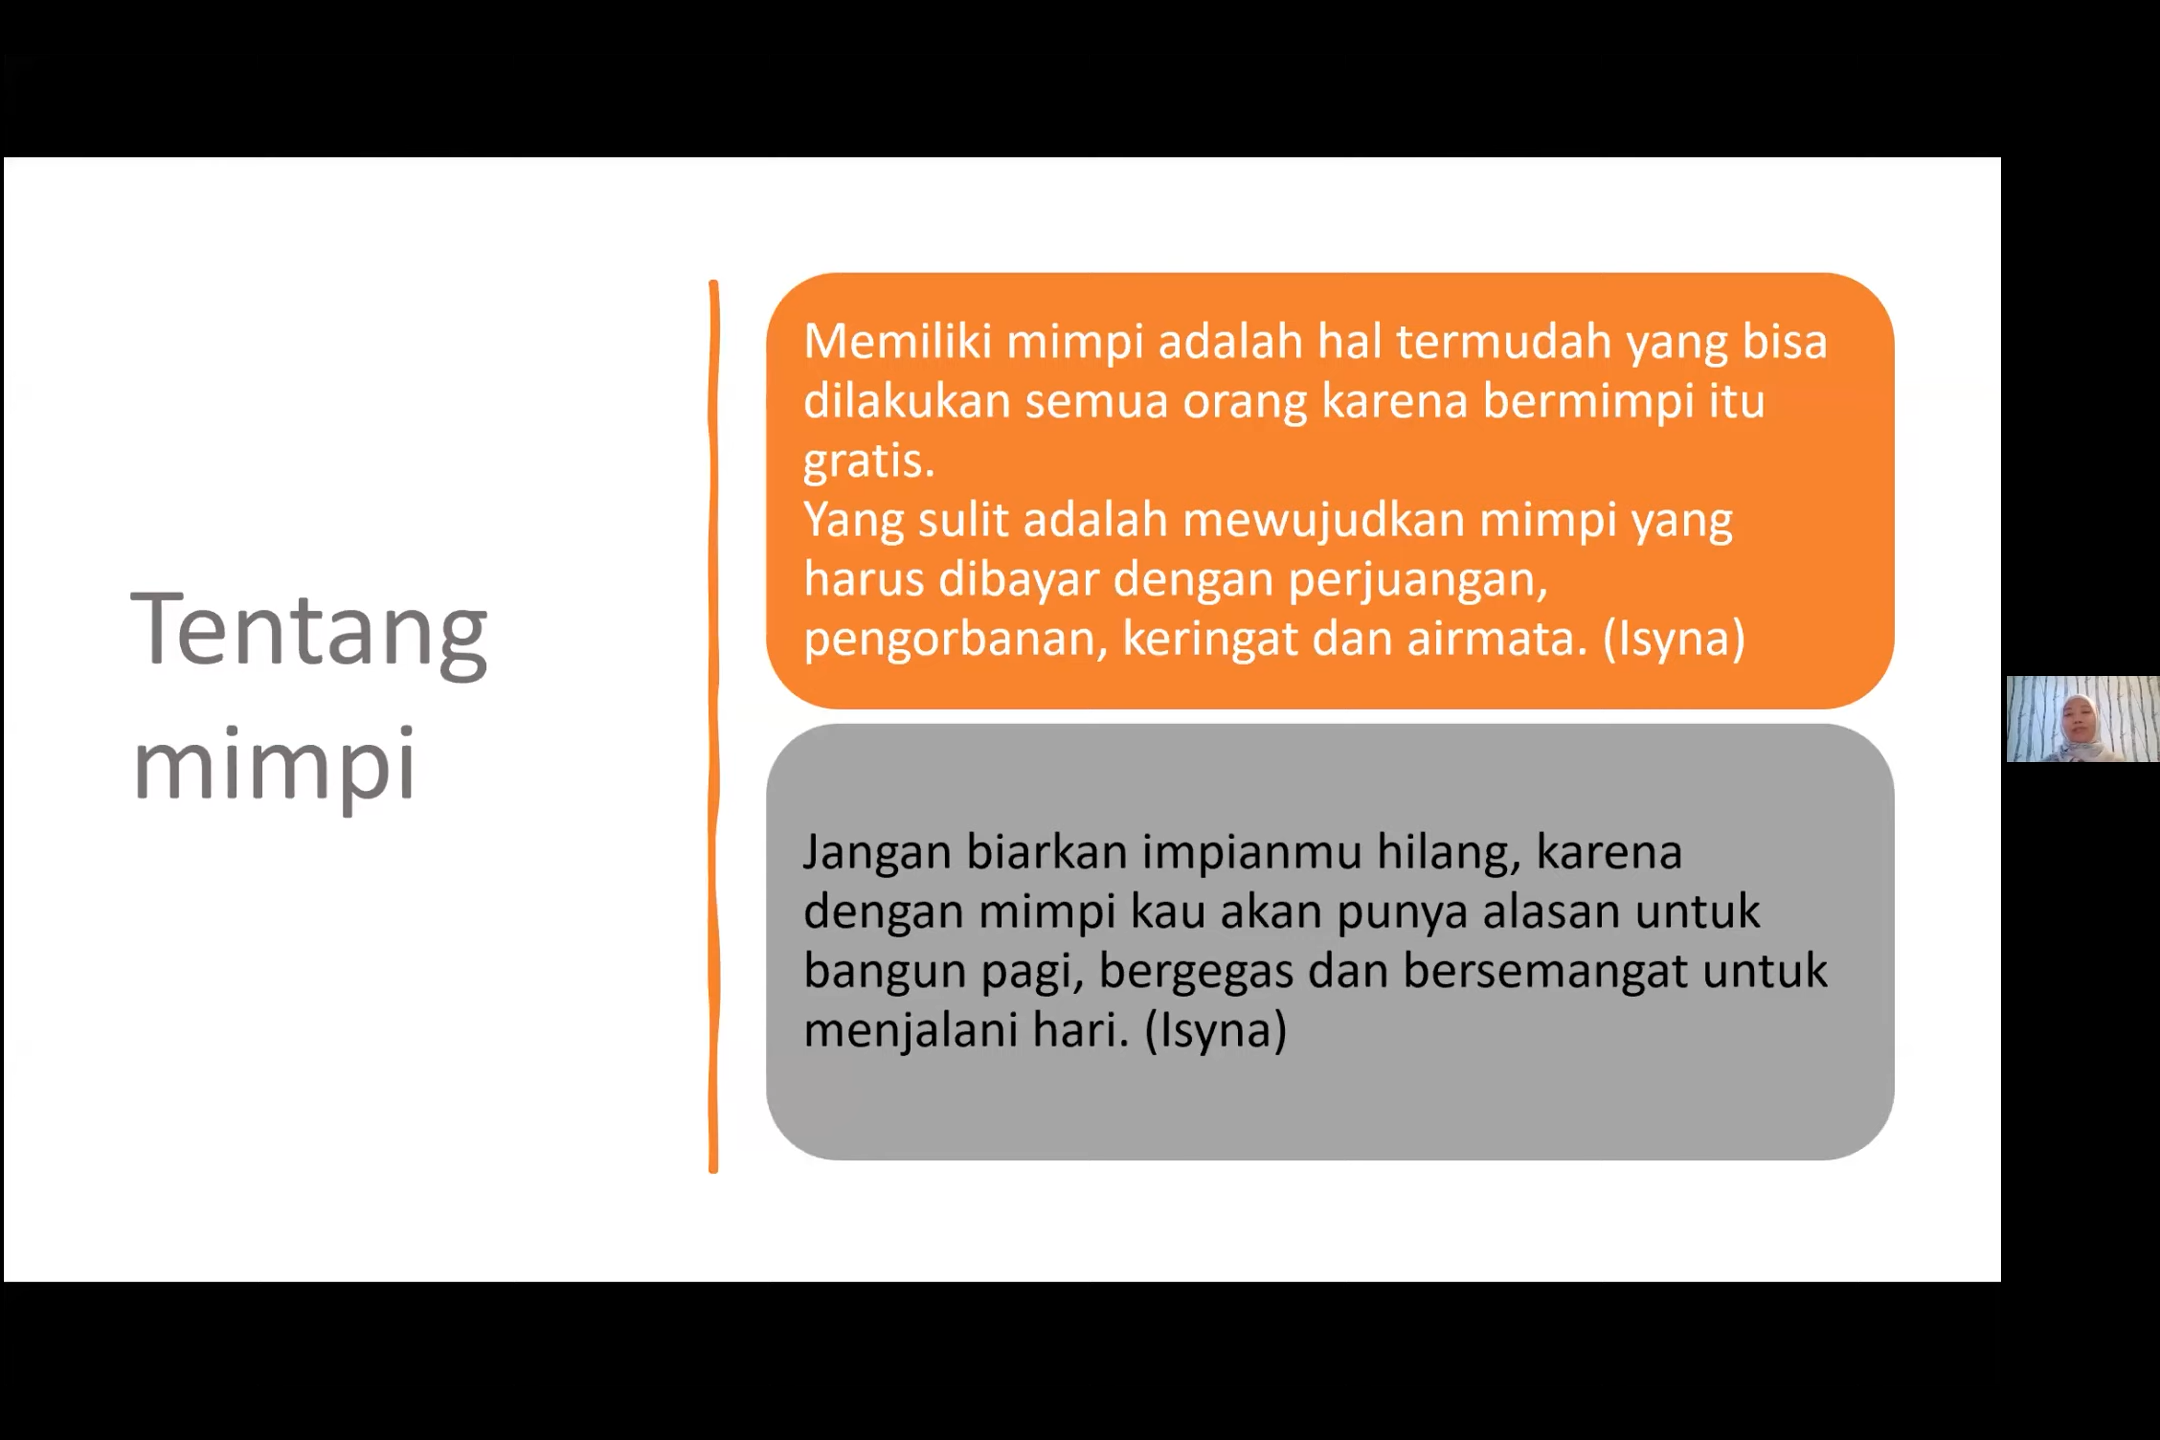 Tentang
mimpi
Memiliki mimpi adalah hal termudah yang bisa
dilakukan semua orang karena bermimpi itu
gratis.
Yang sulit adalah mewujudkan mimpi yang
harus dibayar dengan perjuangan,
pengorbanan, keringat dan airmata. (Isyna)
Jangan biarkan impianmu hilang, karena
dengan mimpi kau akan punya alasan untuk
bangun pagi, bergegas dan bersemangat untuk
menjalani hari. (Isyna)